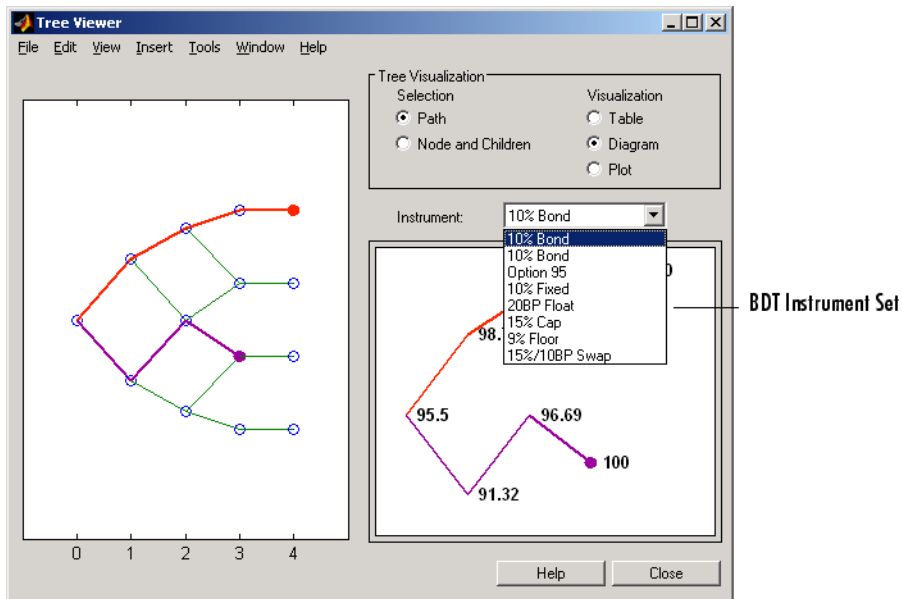 Tree Viewer
File Edit View Insert Tools Window Help
Tree Visualization
Selection
Visualization
Path
Table
Node and Children
Diagram
Plot
Instrument:
10% Bond
10% Bond
10% Bond
Option 95
10% Fixed
20BP Float
15% Cap
9% Floor
15%/10BP Swap
BDT Instrument Set
98.
95.5
96.69
100
91.32
0 1 2 3 4
Help
Close